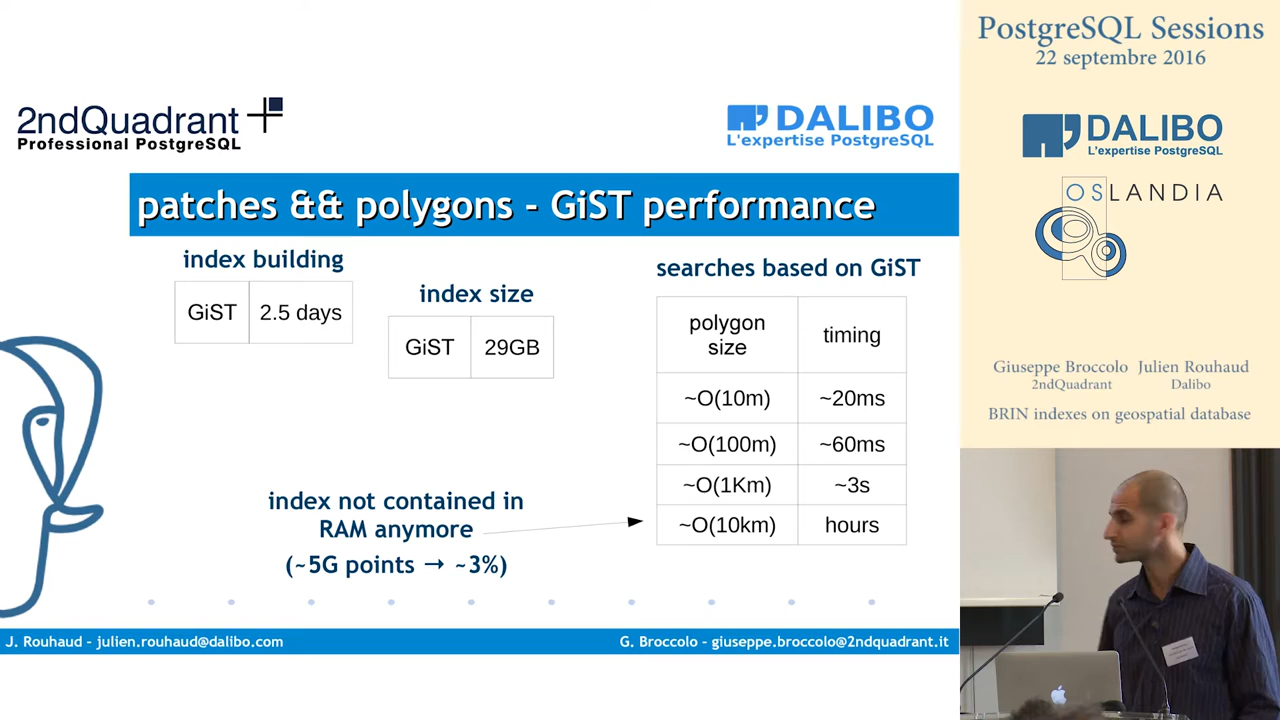 2ndQuadrant
Professional PostgreSQL
DALIBO
L'expertise PostgreSQL
patches && polygons - GiST performance
index building
GiST 2.5 days
index size
GiST 29GB
searches based on GiST
polygon size timing
~O(10m) ~20ms
~O(100m) ~60ms
~O(1Km) ~3s
~O(10km) hours
index not contained in
RAM anymore
(~5G points → ~3%)
J. Rouhaud – julien.rouhaud@dalibo.com
G. Broccolo – giuseppe.broccolo@2ndquadrant.it
PostgreSQL Sessions
22 septembre 2016
DALIBO
L'expertise PostgreSQL
OSLANDIA
Giuseppe Broccolo Julien Rouhaud
2ndQuadrant Dalibo
BRIN indexes on geospatial database